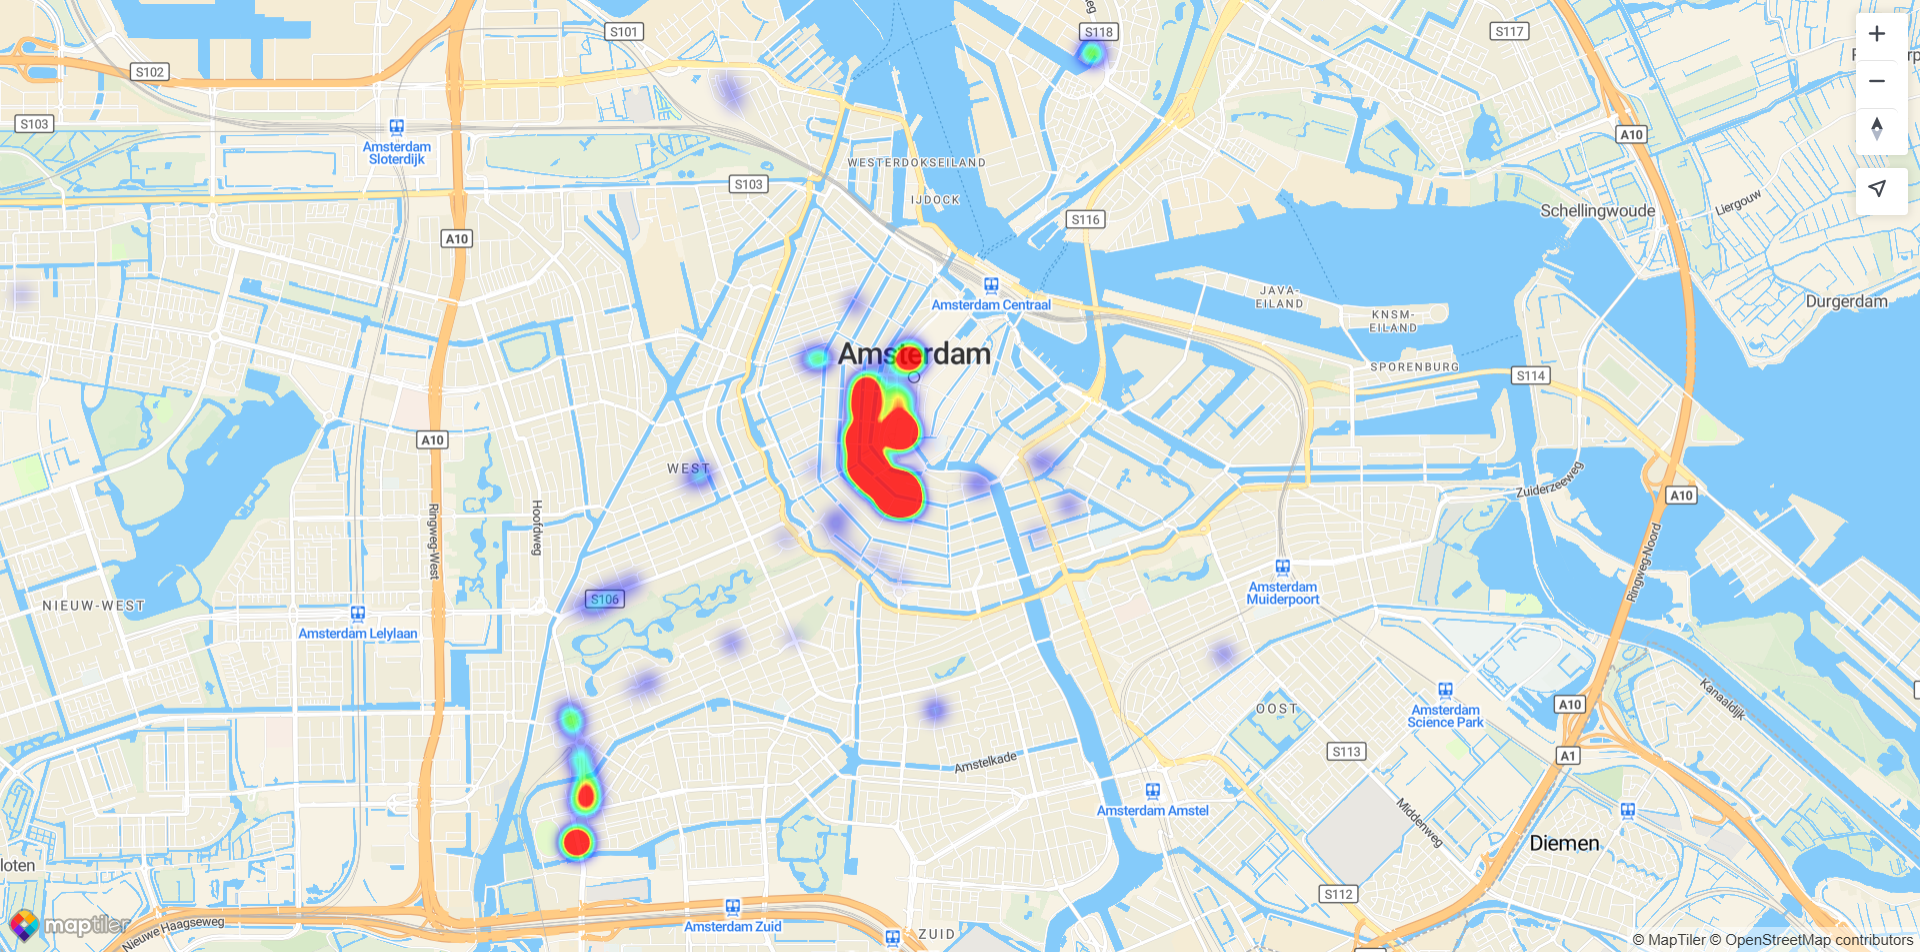 S101
S118
S117
S102
S103
A10
Amsterdam
Sloterdijk
WESTERDOKSEILAND
S103
IJDOCK
S116
Schellingwoude
Liergouw
A10
JAVA-
EILAND
Amsterdam Centraal
Durgerdam
KNSM-
EILAND
Amsterdam
SPORENBURG
S114
A10
WEST
Zuiderzeeweg
A10
Hoofdweg
Ringweg-West
Ringweg-Noord
Amsterdam
Muiderpoort
S106
NIEUW-WEST
Amsterdam Lelylaan
OOST
Amsterdam
Science Park
A10
Kanaaldijk
S113
A1
Amstelkade
Amsterdam Amstel
Middenweg
Diemen
loten
S112
Nieuwe Haagseweg
maptiler
Amsterdam Zuid
ZUID
© MapTiler © OpenStreetMap contributors